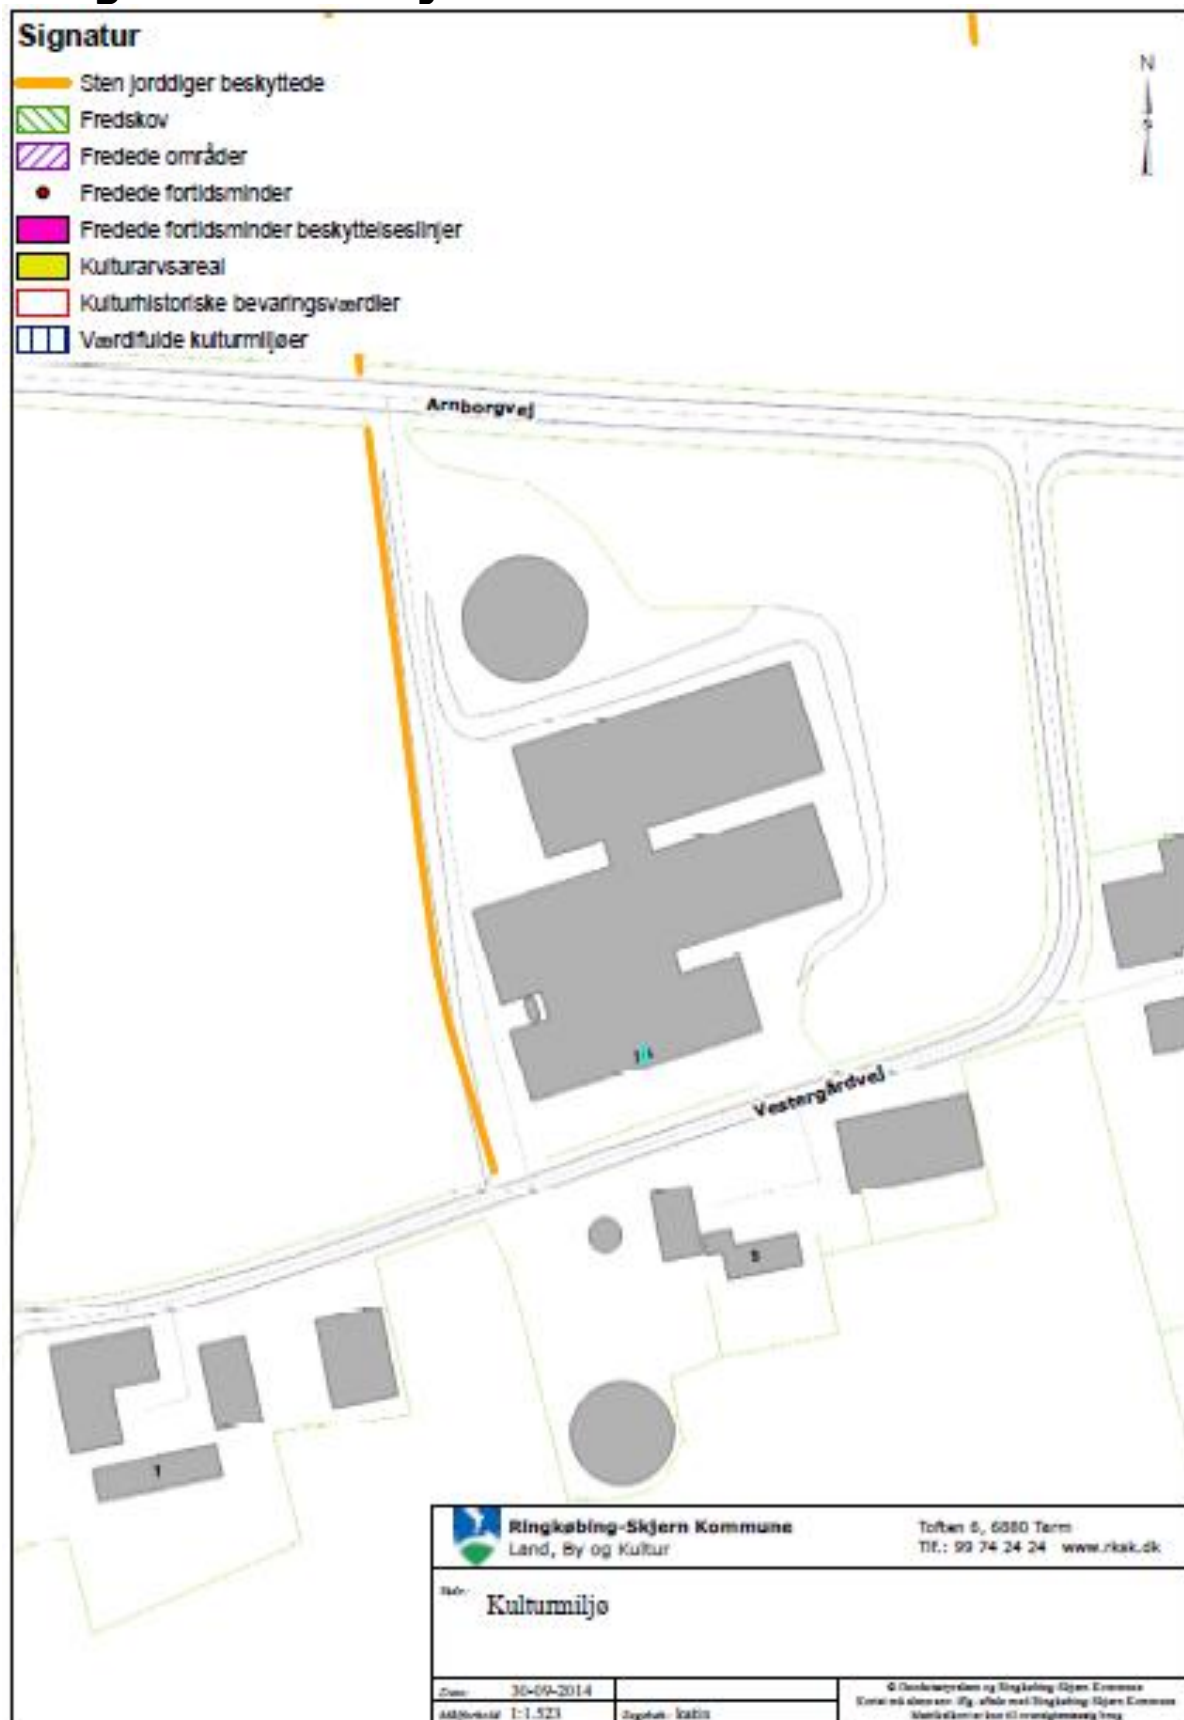 Signatur
Sten jorddiger beskyttede
Fredskov
Fredede områder
Fredede fortidsminder
Fredede fortidsminder beskyttelseslinjer
Kulturarvsareal
Kulturhistoriske bevaringsværdier
Værdifulde kulturmiljøer
N
Arnborgvej
Vestergårdvej
Ringkøbing-Skjern Kommune
Land, By og Kultur
Toften 6, 6880 Tarm
Tlf.: 99 74 24 24 www.rksk.dk
Kulturmiljø
30-09-2014
1:1.523